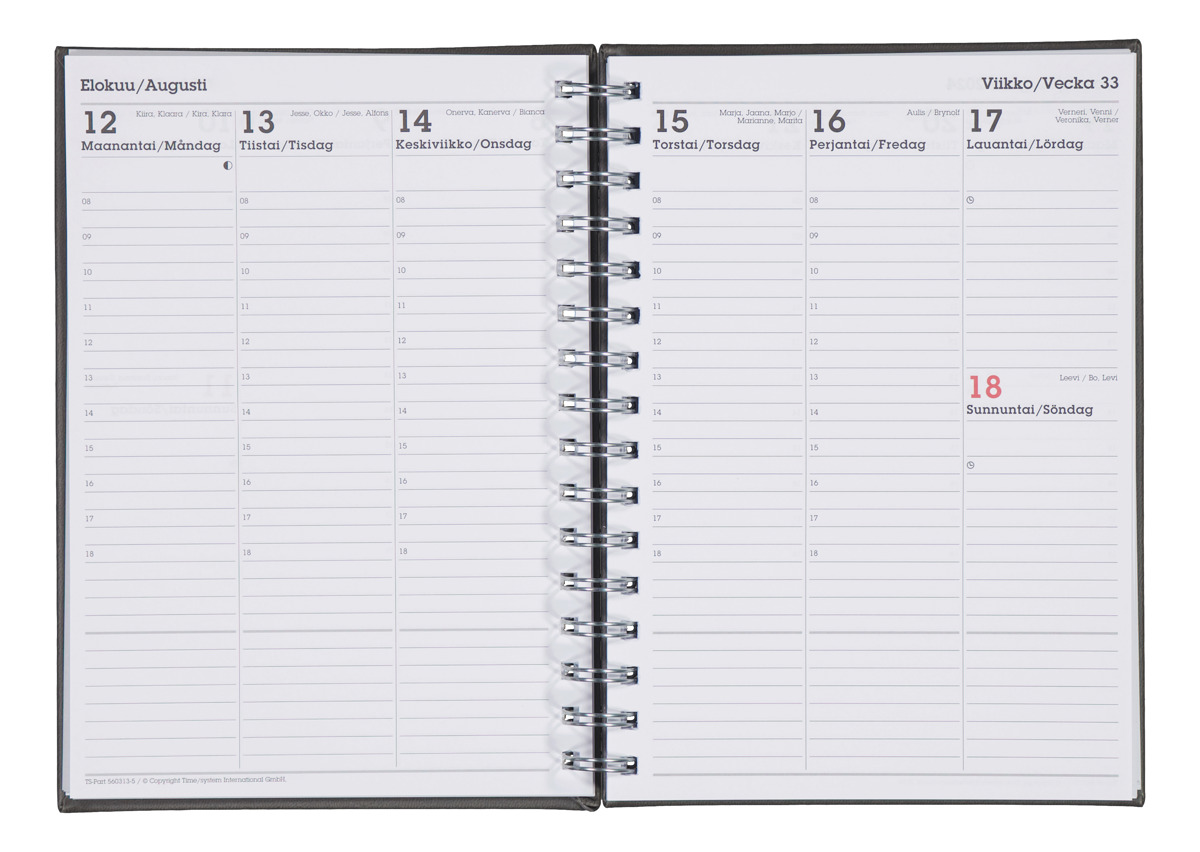 Elokuu/Augusti
12 Kiira, Klaara / Kira, Klara
Maanantai/Måndag
08
09
10
11
12
13
14
15
16
17
18
13 Jesse, Okko / Jesse, Alfons
Tiistai/Tisdag
08
09
10
11
12
13
14
15
16
17
18
14 Onerva, Kanerva / Bianca
Keskiviikko/Onsdag
08
09
10
11
12
13
14
15
16
17
18
TS-Part 560313-5 / © Copyright Time/system International GmbH.
Viikko/Vecka 33
15 Marja, Jaana, Marjo /
Marianne, Marita
Torstai/Torsdag
08
09
10
11
12
13
14
15
16
17
18
16 Aulis / Brynolf
Perjantai/Fredag
08
09
10
11
12
13
14
15
16
17
18
17 Verneri, Venni /
Veronika, Verner
Lauantai/Lördag
18 Leevi / Bo, Levi
Sunnuntai/Söndag